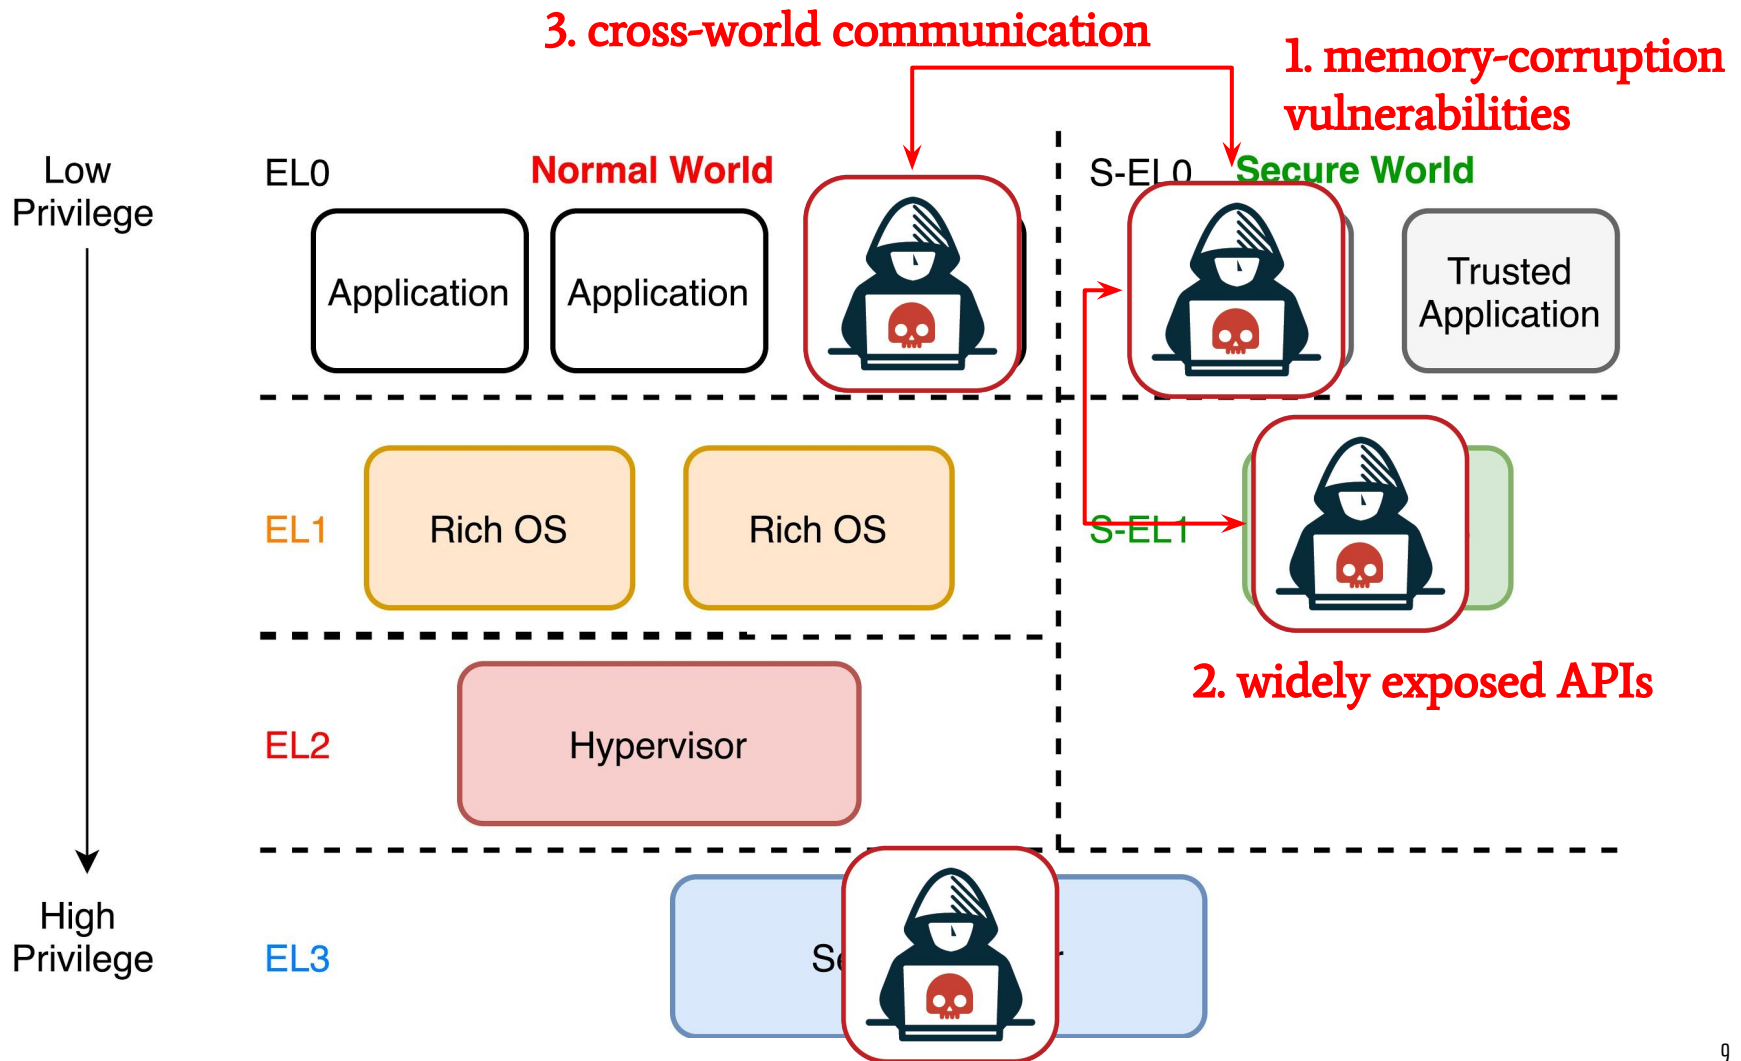 3. cross-world communication
1. memory-corruption
vulnerabilities
Low
Privilege
EL0
Normal World
S-EL0
Secure World
Application
Application
Trusted
Application
EL1
Rich OS
Rich OS
S-EL1
2. widely exposed APIs
EL2
Hypervisor
High
Privilege
EL3
9